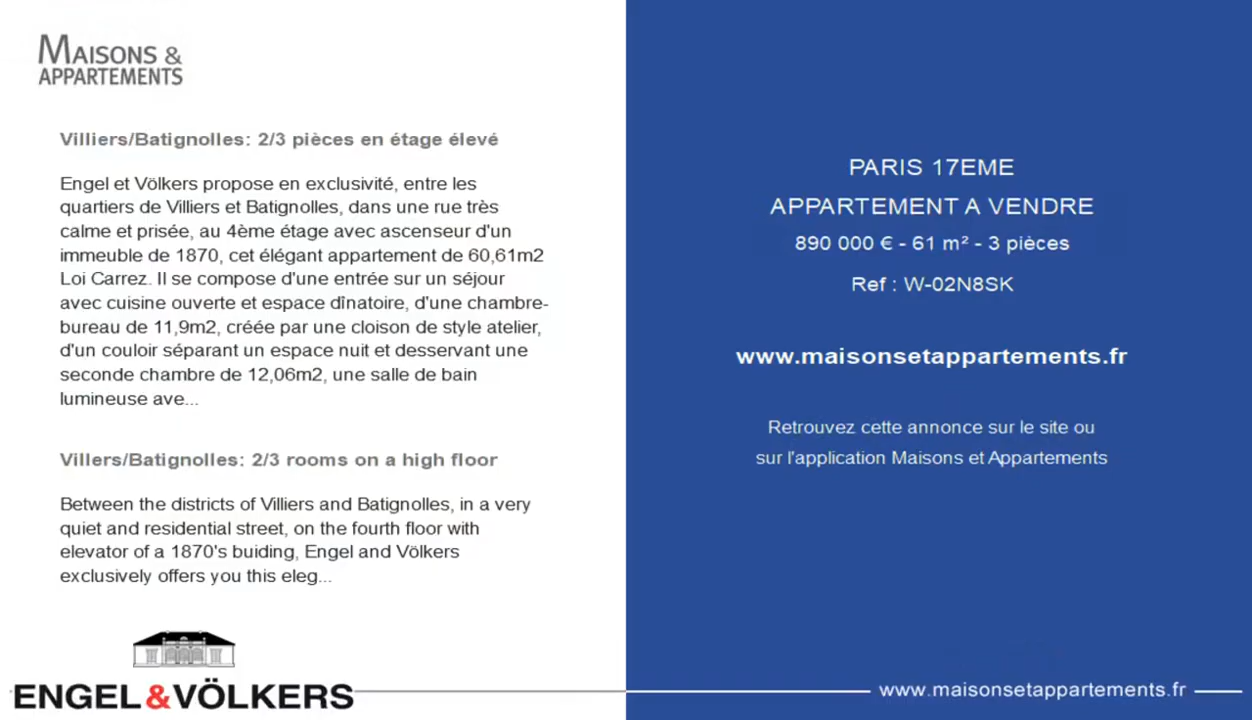 MAISONS &
APPARTEMENTS
Villiers/Batignolles: 2/3 pièces en étage élevé
Engel et Völkers propose en exclusivité, entre les
quartiers de Villiers et Batignolles, dans une rue très
calme et prisée, au 4ème étage avec ascenseur d'un
immeuble de 1870, cet élégant appartement de 60,61m2
Loi Carrez. Il se compose d'une entrée sur un séjour
avec cuisine ouverte et espace dînatoire, d'une chambre-
bureau de 11,9m2, créée par une cloison de style atelier,
d'un couloir séparant un espace nuit et desservant une
seconde chambre de 12,06m2, une salle de bain
lumineuse ave...
Villers/Batignolles: 2/3 rooms on a high floor
Between the districts of Villiers and Batignolles, in a very
quiet and residential street, on the fourth floor with
elevator of a 1870's buiding, Engel and Völkers
exclusively offers you this eleg...
ENGEL&VÖLKERS
PARIS 17EME
APPARTEMENT A VENDRE
890 000 € - 61 m² - 3 pièces
Ref : W-02N8SK
www.maisonsetappartements.fr
Retrouvez cette annonce sur le site ou
sur l'application Maisons et Appartements
www.maisonsetappartements.fr